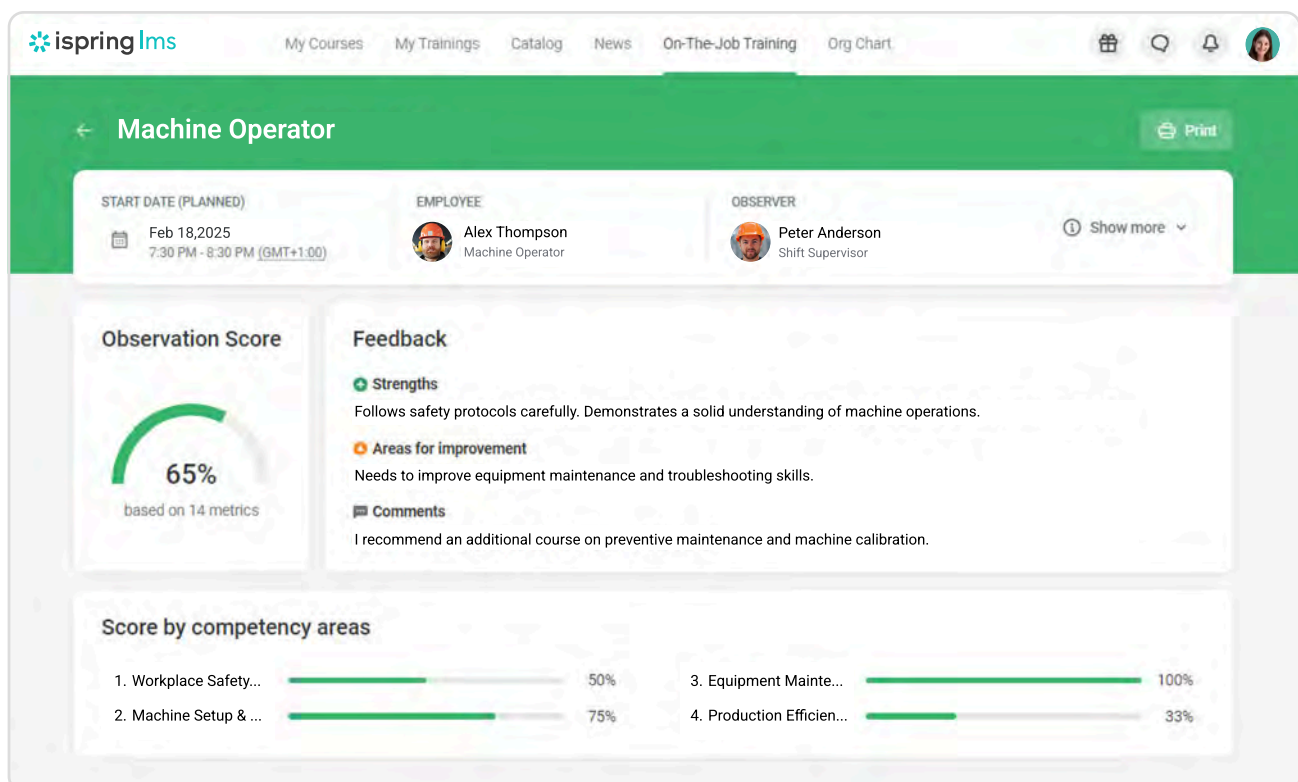 ispring lms
My Courses My Trainings Catalog News On-The-Job Training Org Chart
Machine Operator
Print
START DATE (PLANNED)
Feb 18,2025
7:30 PM - 8:30 PM (GMT+1:00)
EMPLOYEE
Alex Thompson
Machine Operator
OBSERVER
Peter Anderson
Shift Supervisor
Show more
Observation Score
65%
based on 14 metrics
Feedback
Strengths
Follows safety protocols carefully. Demonstrates a solid understanding of machine operations.
Areas for improvement
Needs to improve equipment maintenance and troubleshooting skills.
Comments
I recommend an additional course on preventive maintenance and machine calibration.
Score by competency areas
1. Workplace Safety... 50%
2. Machine Setup & ... 75%
3. Equipment Mainte... 100%
4. Production Efficien... 33%